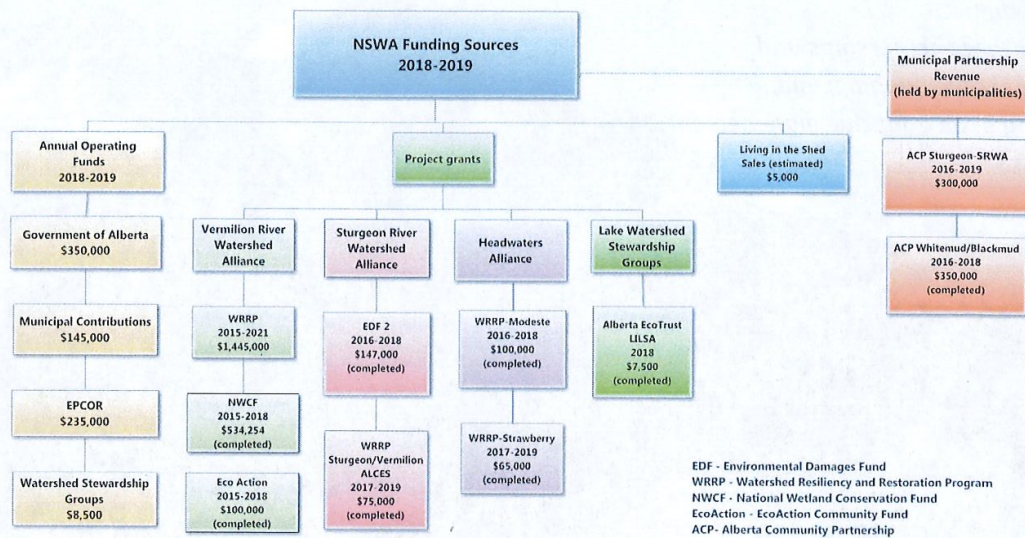 NSWA Funding Sources
2018-2019
Municipal Partnership
Revenue
(held by municipalities)
Annual Operating
Funds
2018-2019
Project grants
Living in the Shed
Sales (estimated)
$5,000
ACP Sturgeon-SRWA
2016-2019
$300,000
Government of Alberta
$350,000
Vermilion River
Watershed
Alliance
Sturgeon River
Watershed
Alliance
Headwaters
Alliance
Lake Watershed
Stewardship
Groups
ACP Whitemud/Blackmud
2016-2018
$350,000
(completed)
Municipal Contributions
$145,000
WRRP
2015-2021
$1,445,000
EDF 2
2016-2018
$147,000
(completed)
WRRP-Modeste
2016-2018
$100,000
(completed)
Alberta EcoTrust
LILSA
2018
$7,500
(completed)
EPCOR
$235,000
NWCF
2015-2018
$534,254
(completed)
WRRP
Sturgeon/Vermilion
ALCES
2017-2019
$75,000
(completed)
WRRP-Strawberry
2017-2019
$65,000
(completed)
Watershed Stewardship
Groups
$8,500
Eco Action
2015-2018
$100,000
(completed)
EDF - Environmental Damages Fund
WRRP - Watershed Resiliency and Restoration Program
NWCF - National Wetland Conservation Fund
EcoAction - EcoAction Community Fund
ACP- Alberta Community Partnership